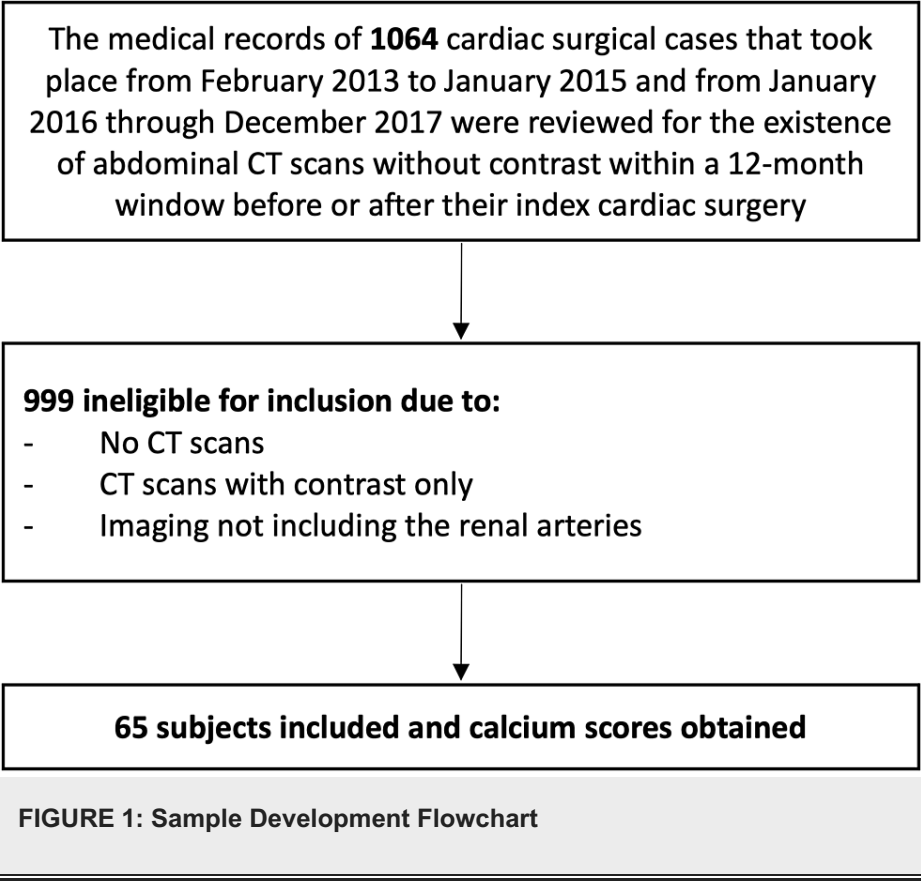 The medical records of 1064 cardiac surgical cases that took
place from February 2013 to January 2015 and from January
2016 through December 2017 were reviewed for the existence
of abdominal CT scans without contrast within a 12-month
window before or after their index cardiac surgery
999 ineligible for inclusion due to:
- No CT scans
- CT scans with contrast only
- Imaging not including the renal arteries
65 subjects included and calcium scores obtained
FIGURE 1: Sample Development Flowchart